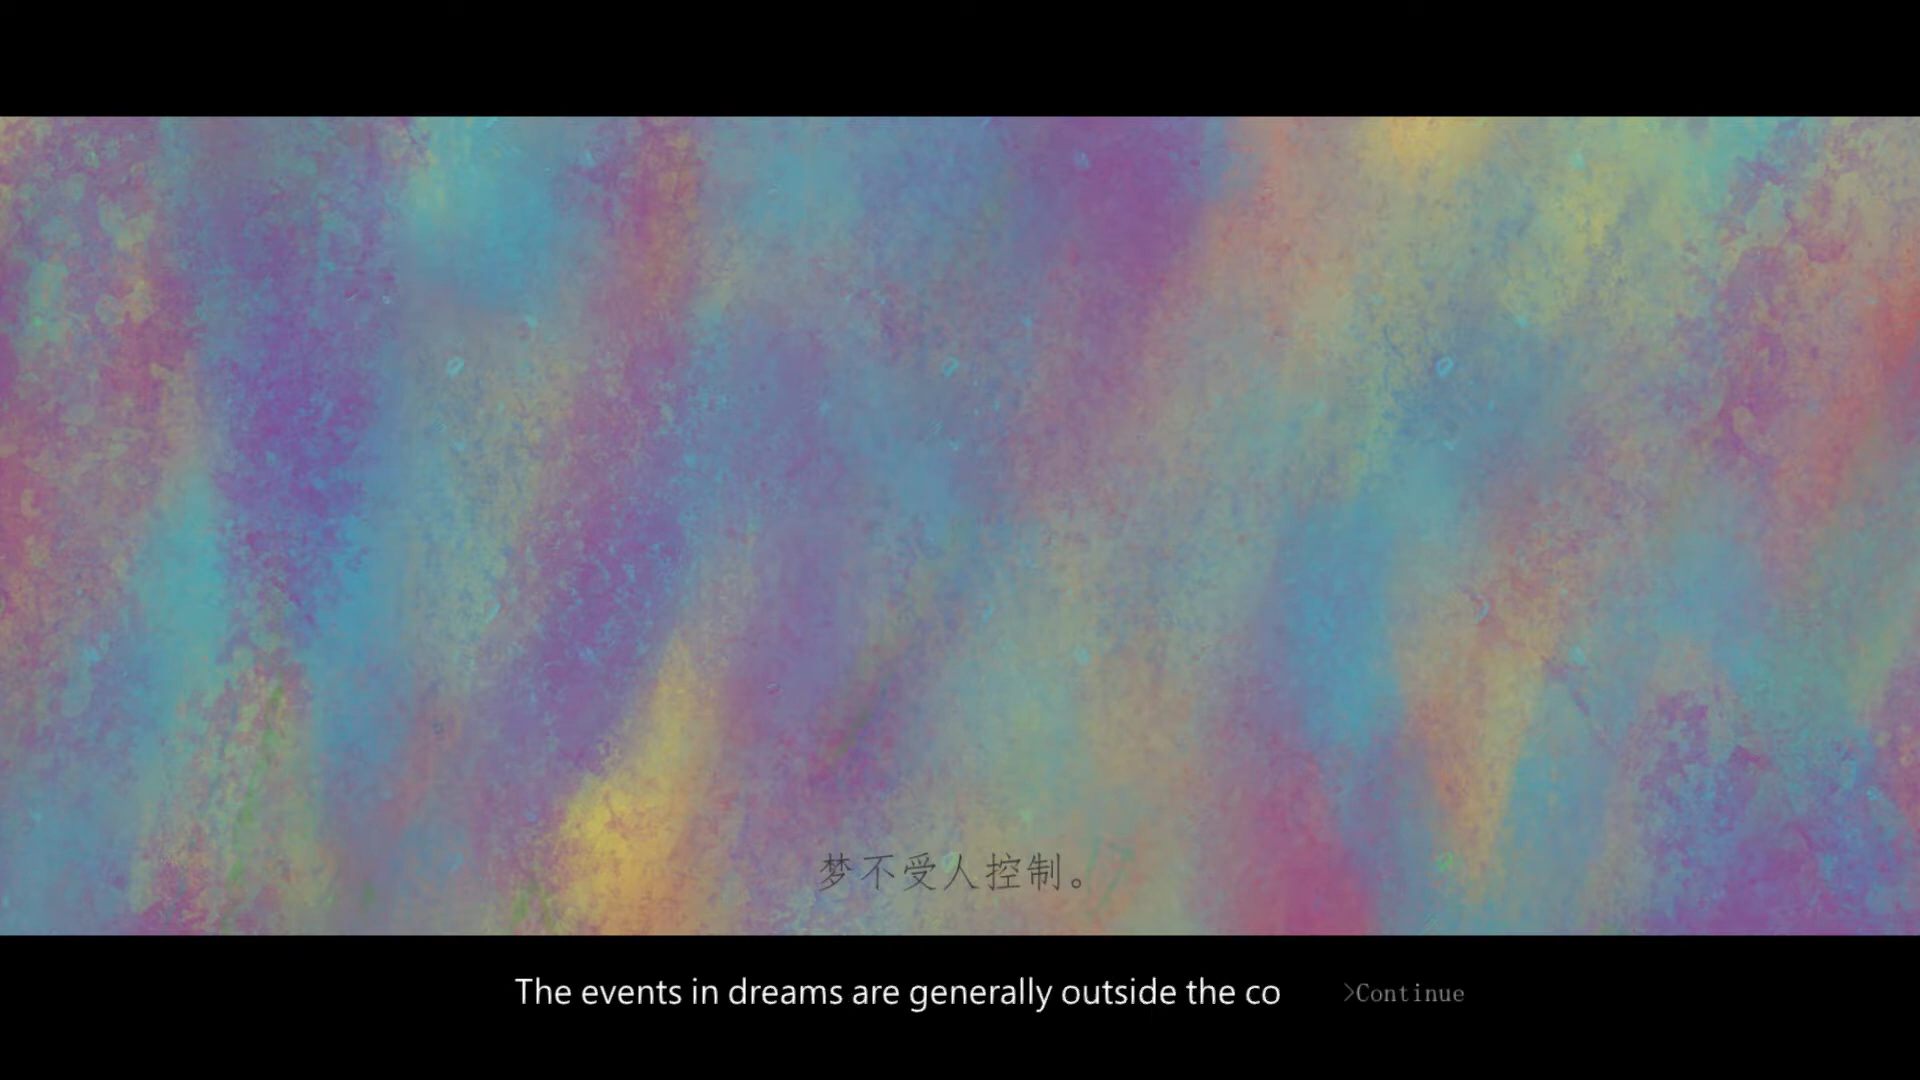 梦不受人控制。
The events in dreams are generally outside the co
>Continue